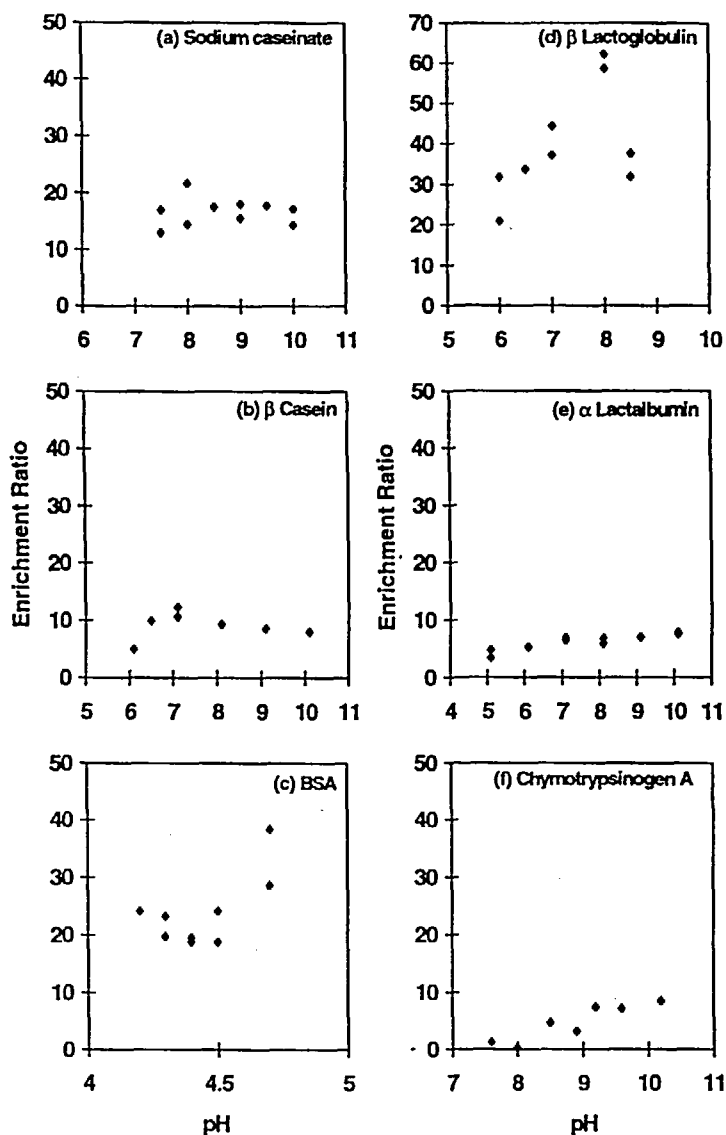 (a) Sodium caseinate
50
40
30
20
10
0
6 7 8 9 10 11
(d) β Lactoglobulin
70
60
50
40
30
20
10
0
5 6 7 8 9 10
(b) β Casein
50
40
30
20
10
0
5 6 7 8 9 10 11
Enrichment Ratio
(e) α Lactalbumin
50
40
30
20
10
0
4 5 6 7 8 9 10 11
Enrichment Ratio
(c) BSA
50
40
30
20
10
0
4 4.5 5
pH
(f) Chymotrypsinogen A
50
40
30
20
10
0
7 8 9 10 11
pH